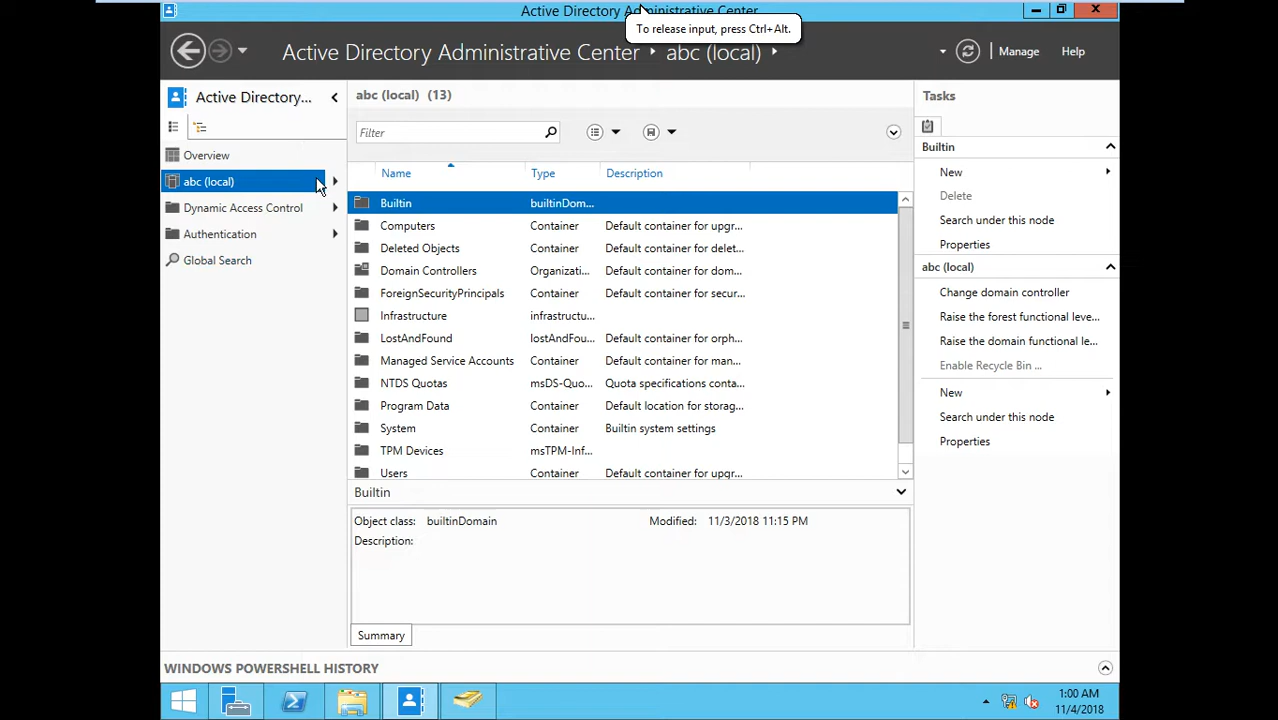 Active Directory Administrative Center
To release input, press Ctrl+Alt.
Active Directory Administrative Center
abc (local)
Manage
Help
Active Directory...
abc (local) (13)
Tasks
Filter
Overview
abc (local)
Dynamic Access Control
Authentication
Global Search
Name Type Description
Builtin builtinDom...
Computers Container Default container for upgr...
Deleted Objects Container Default container for delet...
Domain Controllers Organizati... Default container for dom...
ForeignSecurityPrincipals Container Default container for secur...
Infrastructure infrastructu...
LostAndFound lostAndFou... Default container for orph...
Managed Service Accounts Container Default container for man...
NTDS Quotas msDS-Quo... Quota specifications conta...
Program Data Container Default location for storag...
System Container Builtin system settings
TPM Devices msTPM-Inf...
Users Container Default container for upgr...
Builtin
Object class: builtinDomain Modified: 11/3/2018 11:15 PM
Description:
Summary
Builtin
New
Delete
Search under this node
Properties
abc (local)
Change domain controller
Raise the forest functional leve...
Raise the domain functional le...
Enable Recycle Bin ...
New
Search under this node
Properties
WINDOWS POWERSHELL HISTORY
1:00 AM
11/4/2018